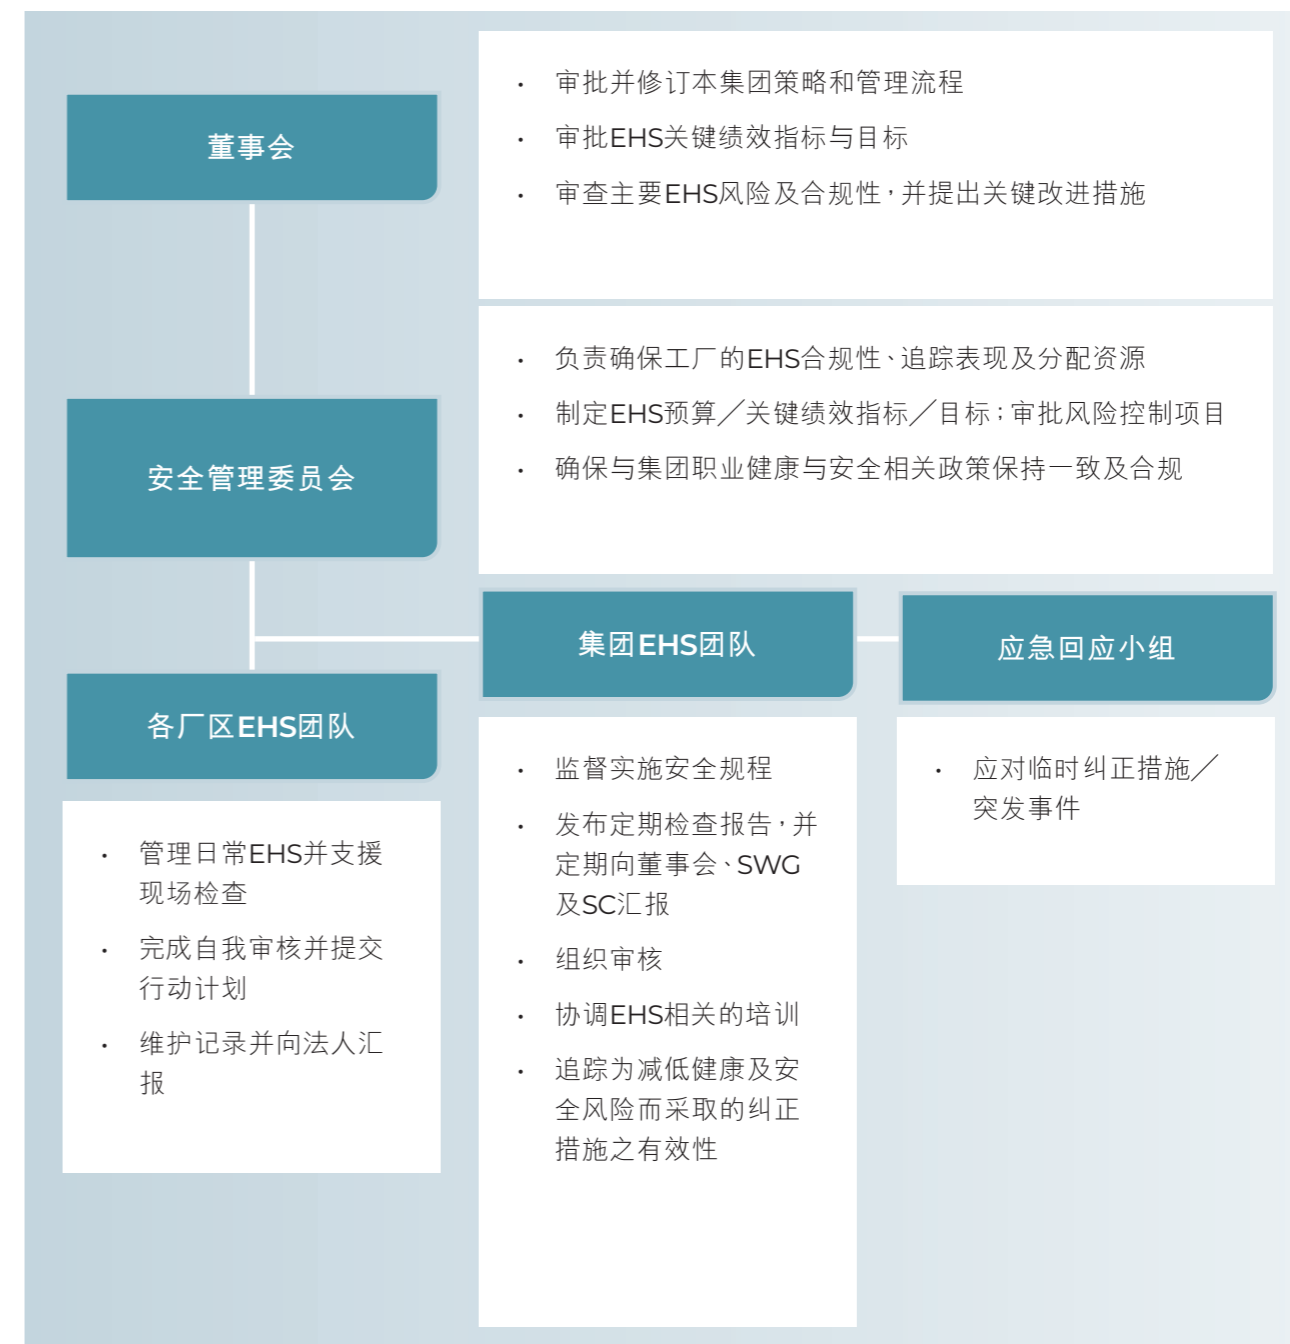 董事会
· 审批并修订本集团策略和管理流程
· 审批EHS关键绩效指标与目标
· 审查主要EHS风险及合规性，并提出关键改进措施
安全管理委员会
· 负责确保工厂的EHS合规性、追踪表现及分配资源
· 制定EHS预算／关键绩效指标／目标；审批风险控制项目
· 确保与集团职业健康与安全相关政策保持一致及合规
各厂区EHS团队
· 管理日常EHS并支援
现场检查
· 完成自我审核并提交
行动计划
· 维护记录并向法人汇
报
集团EHS团队
· 监督实施安全规程
· 发布定期检查报告，并
定期向董事会、SWG
及SC汇报
· 组织审核
· 协调EHS相关的培训
· 追踪为减低健康及安
全风险而采取的纠正
措施之有效性
应急回应小组
· 应对临时纠正措施／
突发事件